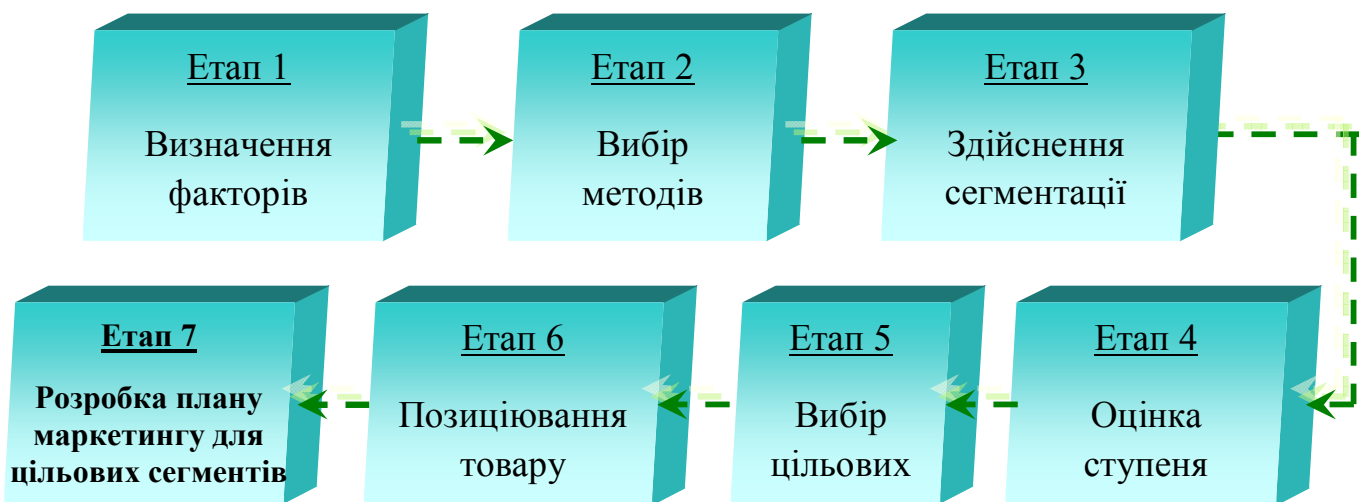 Етап 1
Визначення
факторів
Етап 2
Вибір
методів
Етап 3
Здійснення
сегментації
Етап 4
Оцінка
ступеня
Етап 5
Вибір
цільових
Етап 6
Позиціювання
товару
Етап 7
Розробка плану
маркетингу для
цільових сегментів